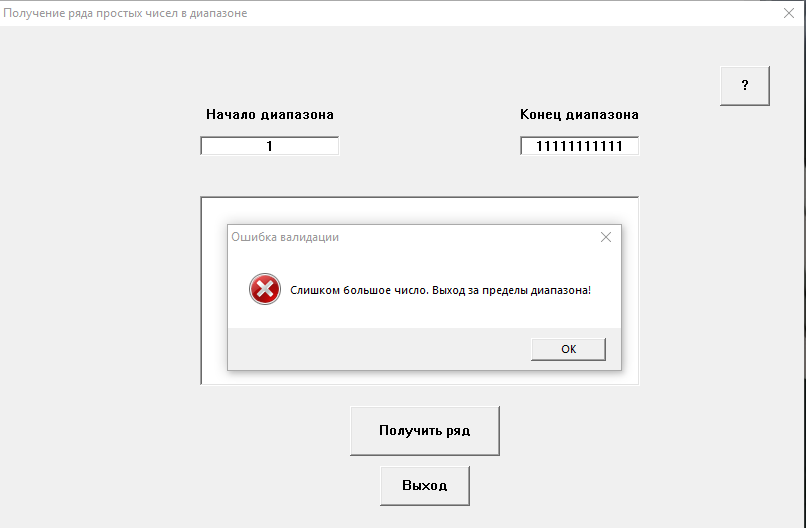 Получение ряда простых чисел в диапазоне
?
Начало диапазона
Конец диапазона
1
11111111111
Ошибка валидации
Слишком большое число. Выход за пределы диапазона!
OK
Получить ряд
Выход